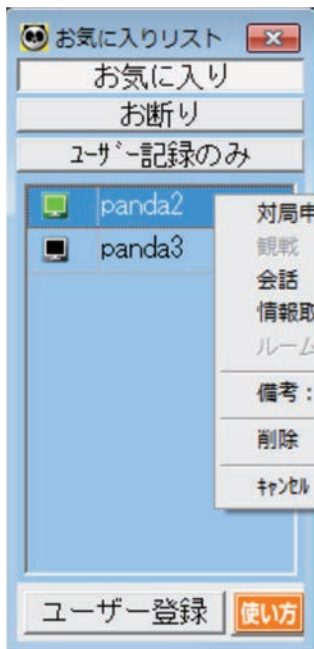 お気に入りリスト
お気に入り
お断り
ﾕｰｻﾞｰ記録のみ
panda2
panda3
対局申
観戦
会話
情報取
ルーム
備考：
削除
ｷｬﾝｾﾙ
ユーザー登録
使い方